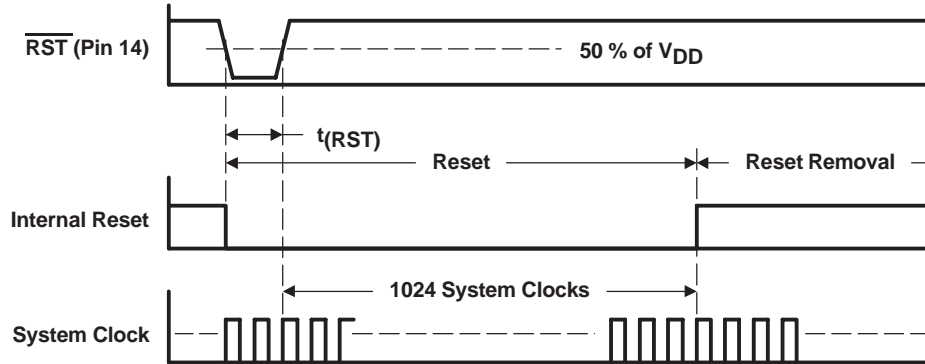 RST (Pin 14)
50 % of VDD
t(RST)
Reset
Reset Removal
Internal Reset
1024 System Clocks
System Clock